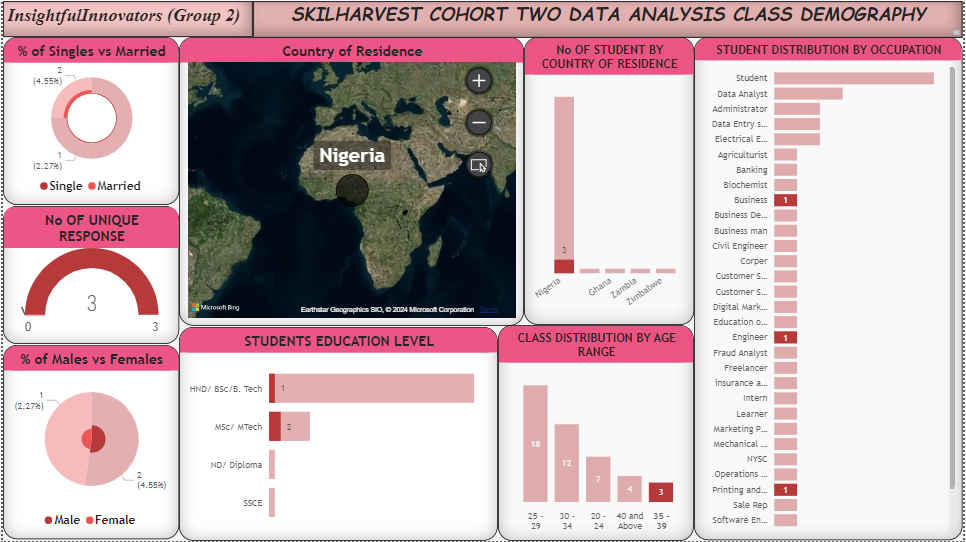 InsightfulInnovators (Group 2)
SKILHARVEST COHORT TWO DATA ANALYSIS CLASS DEMOGRAPHY
% of Singles vs Married
2
(4.55%)
1
(2.27%)
Single Married
No OF UNIQUE
RESPONSE
3
0
3
% of Males vs Females
1
(2.27%)
2
(4.55%)
Male Female
Country of Residence
Nigeria
Microsoft Bing
Earthstar Geographics SIO, © 2024 Microsoft Corporation Terms
STUDENTS EDUCATION LEVEL
HND/ BSc/B. Tech
1
MSc/ MTech
2
ND/ Diploma
SSCE
No OF STUDENT BY
COUNTRY OF RESIDENCE
3
Nigeria
Ghana
Zambia
Zimbabwe
CLASS DISTRIBUTION BY AGE
RANGE
18
12
7
4
3
25 -
29
30 -
34
20 -
24
40 and
Above
35 -
39
STUDENT DISTRIBUTION BY OCCUPATION
Student
Data Analyst
Administrator
Data Entry s...
Electrical E...
Agriculturist
Banking
Biochemist
Business
1
Business De...
Business man
Civil Engineer
Corper
Customer S...
Customer S...
Digital Mark...
Education o...
Engineer
1
Fraud Analyst
Freelancer
insurance a...
Intern
Learner
Marketing P...
Mechanical ...
NYSC
Operations ...
Printing and...
1
Sale Rep
Software En...